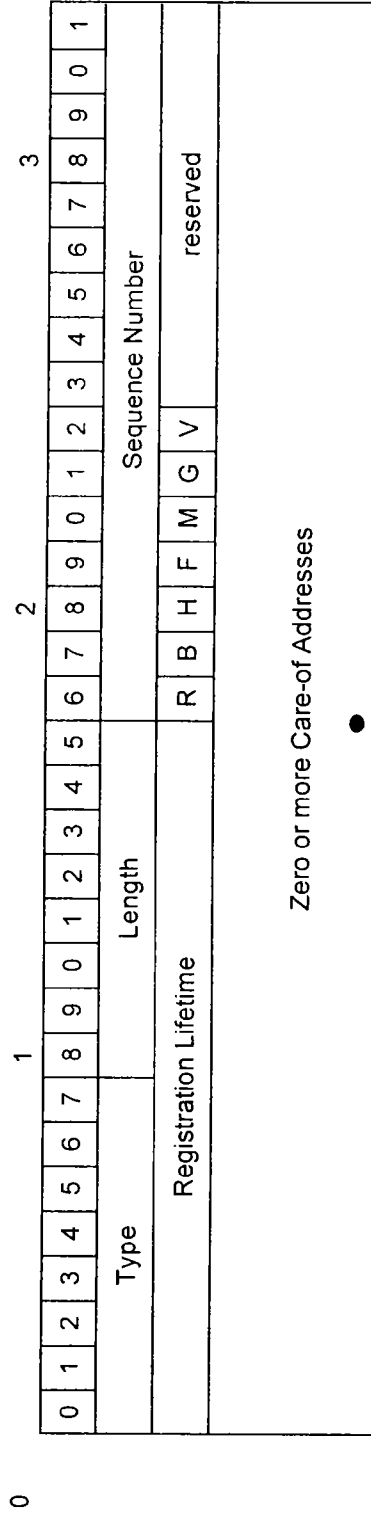 0 1 2 3
0 1 2 3 4 5 6 7 8 9 0 1 2 3 4 5 6 7 8 9 0 1 2 3 4 5 6 7 8 9 0 1
Type Length Sequence Number
Registration Lifetime R B H F M G V reserved
Zero or more Care-of Addresses